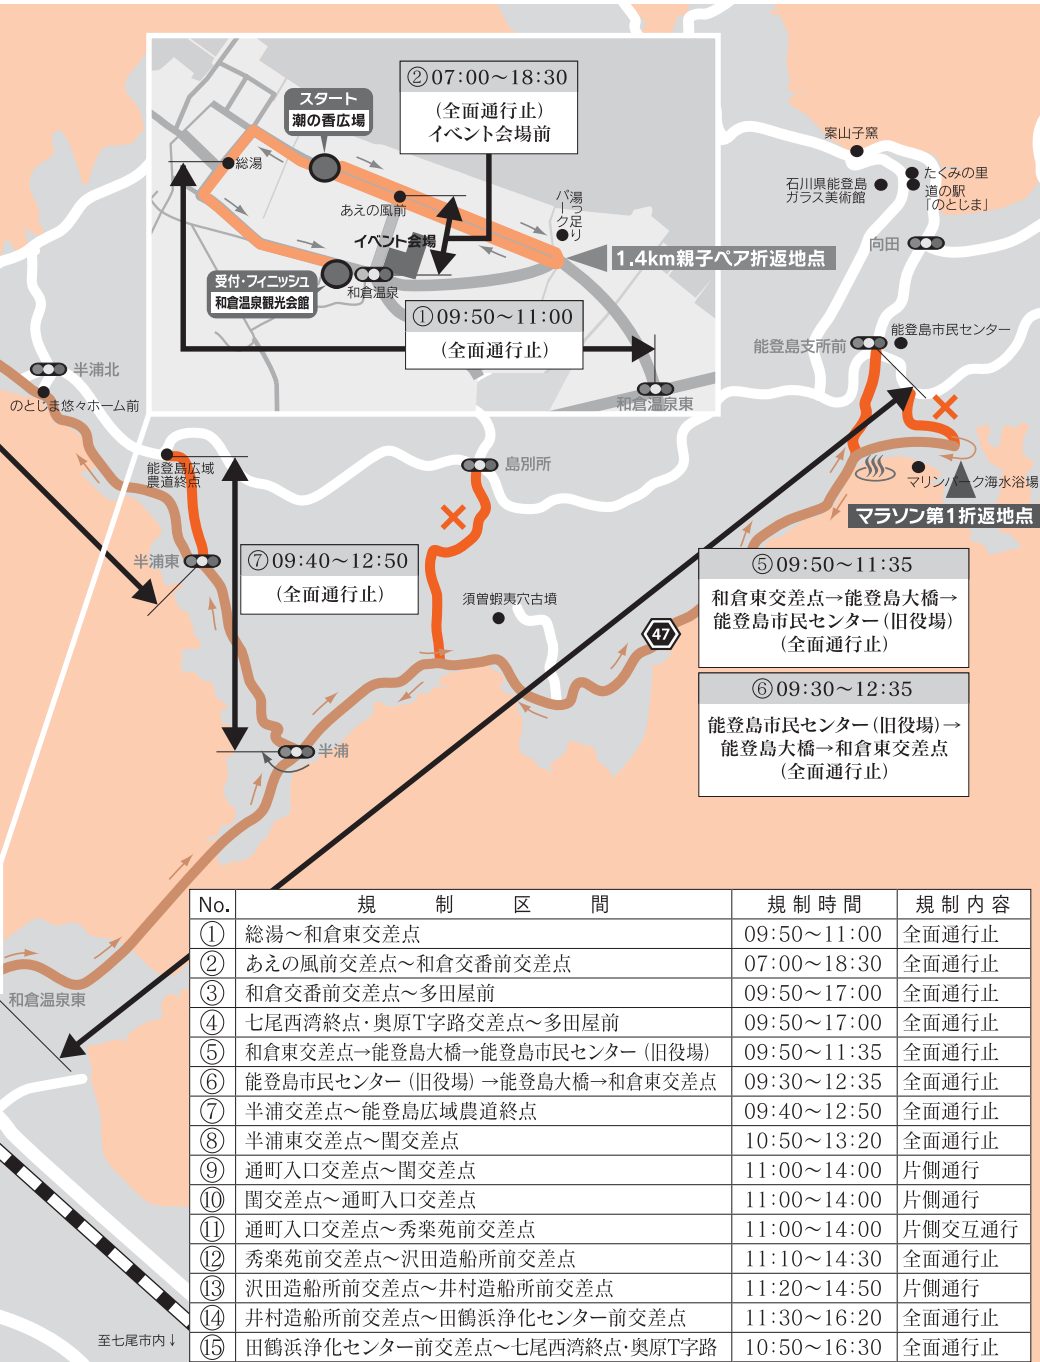 ②07:00～18:30
(全面通行止)
イベント会場前
スタート
潮の香広場
総湯
あえの風前
湯っ足り
パーク
イベント会場
1.4km親子ペア折返地点
受付・フィニッシュ
和倉温泉観光会館
和倉温泉
①09:50～11:00
(全面通行止)
和倉温泉東
案山子窯
石川県能登島
ガラス美術館
たくみの里
道の駅
「のとじま」
向田
能登島市民センター
能登島支所前
半浦北
のとじま悠々ホーム前
能登島広域
農道終点
島別所
マリンパーク海水浴場
マラソン第1折返地点
半浦東
⑦09:40～12:50
(全面通行止)
須曽蝦夷穴古墳
47
⑤09:50～11:35
和倉東交差点→能登島大橋→
能登島市民センター(旧役場)
(全面通行止)
⑥09:30～12:35
能登島市民センター(旧役場)→
能登島大橋→和倉東交差点
(全面通行止)
半浦
和倉温泉東
至七尾市内↓
No. 規制区間 規制時間 規制内容
① 総湯～和倉東交差点 09:50～11:00 全面通行止
② あえの風前交差点～和倉交番前交差点 07:00～18:30 全面通行止
③ 和倉交番前交差点～多田屋前 09:50～17:00 全面通行止
④ 七尾西湾終点・奥原T字路交差点～多田屋前 09:50～17:00 全面通行止
⑤ 和倉東交差点→能登島大橋→能登島市民センター(旧役場) 09:50～11:35 全面通行止
⑥ 能登島市民センター(旧役場)→能登島大橋→和倉東交差点 09:30～12:35 全面通行止
⑦ 半浦交差点～能登島広域農道終点 09:40～12:50 全面通行止
⑧ 半浦東交差点～閨交差点 10:50～13:20 全面通行止
⑨ 通町入口交差点～閨交差点 11:00～14:00 片側通行
⑩ 閨交差点～通町入口交差点 11:00～14:00 片側通行
⑪ 通町入口交差点～秀楽苑前交差点 11:00～14:00 片側交互通行
⑫ 秀楽苑前交差点～沢田造船所前交差点 11:10～14:30 全面通行止
⑬ 沢田造船所前交差点～井村造船所前交差点 11:20～14:50 片側通行
⑭ 井村造船所前交差点～田鶴浜浄化センター前交差点 11:30～16:20 全面通行止
⑮ 田鶴浜浄化センター前交差点～七尾西湾終点・奥原T字路 10:50～16:30 全面通行止